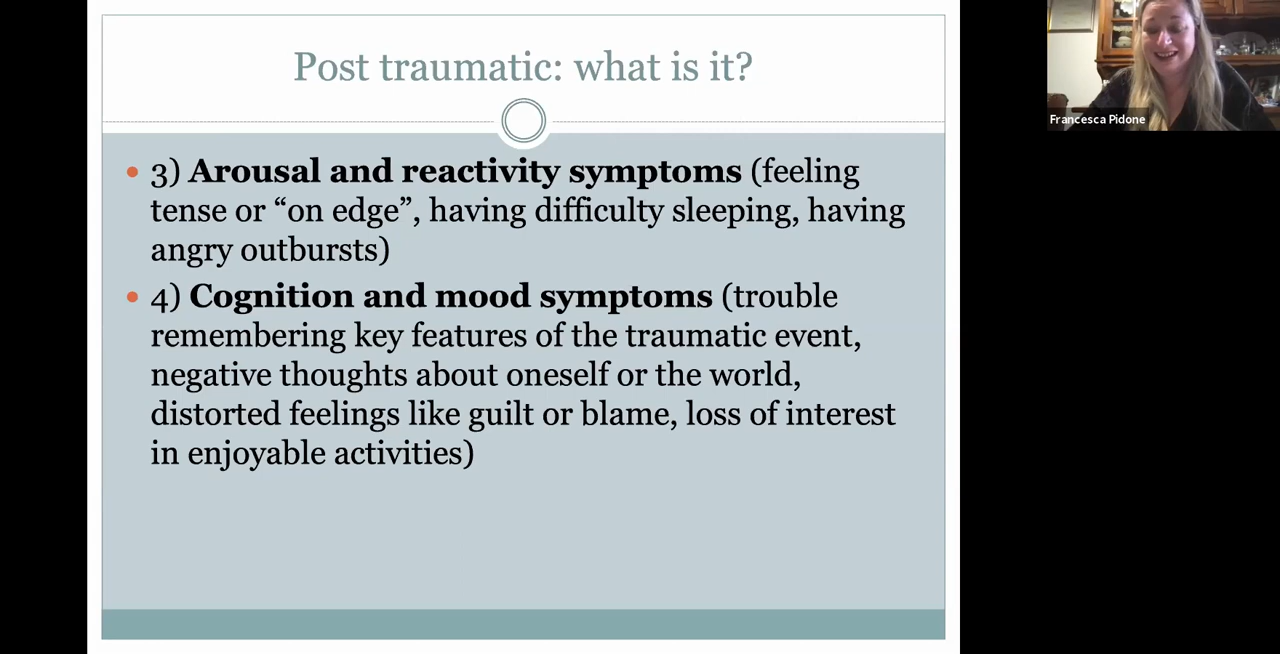 Post traumatic: what is it?
• 3) Arousal and reactivity symptoms (feeling
tense or “on edge”, having difficulty sleeping, having
angry outbursts)
• 4) Cognition and mood symptoms (trouble
remembering key features of the traumatic event,
negative thoughts about oneself or the world,
distorted feelings like guilt or blame, loss of interest
in enjoyable activities)
Francesca Pidone